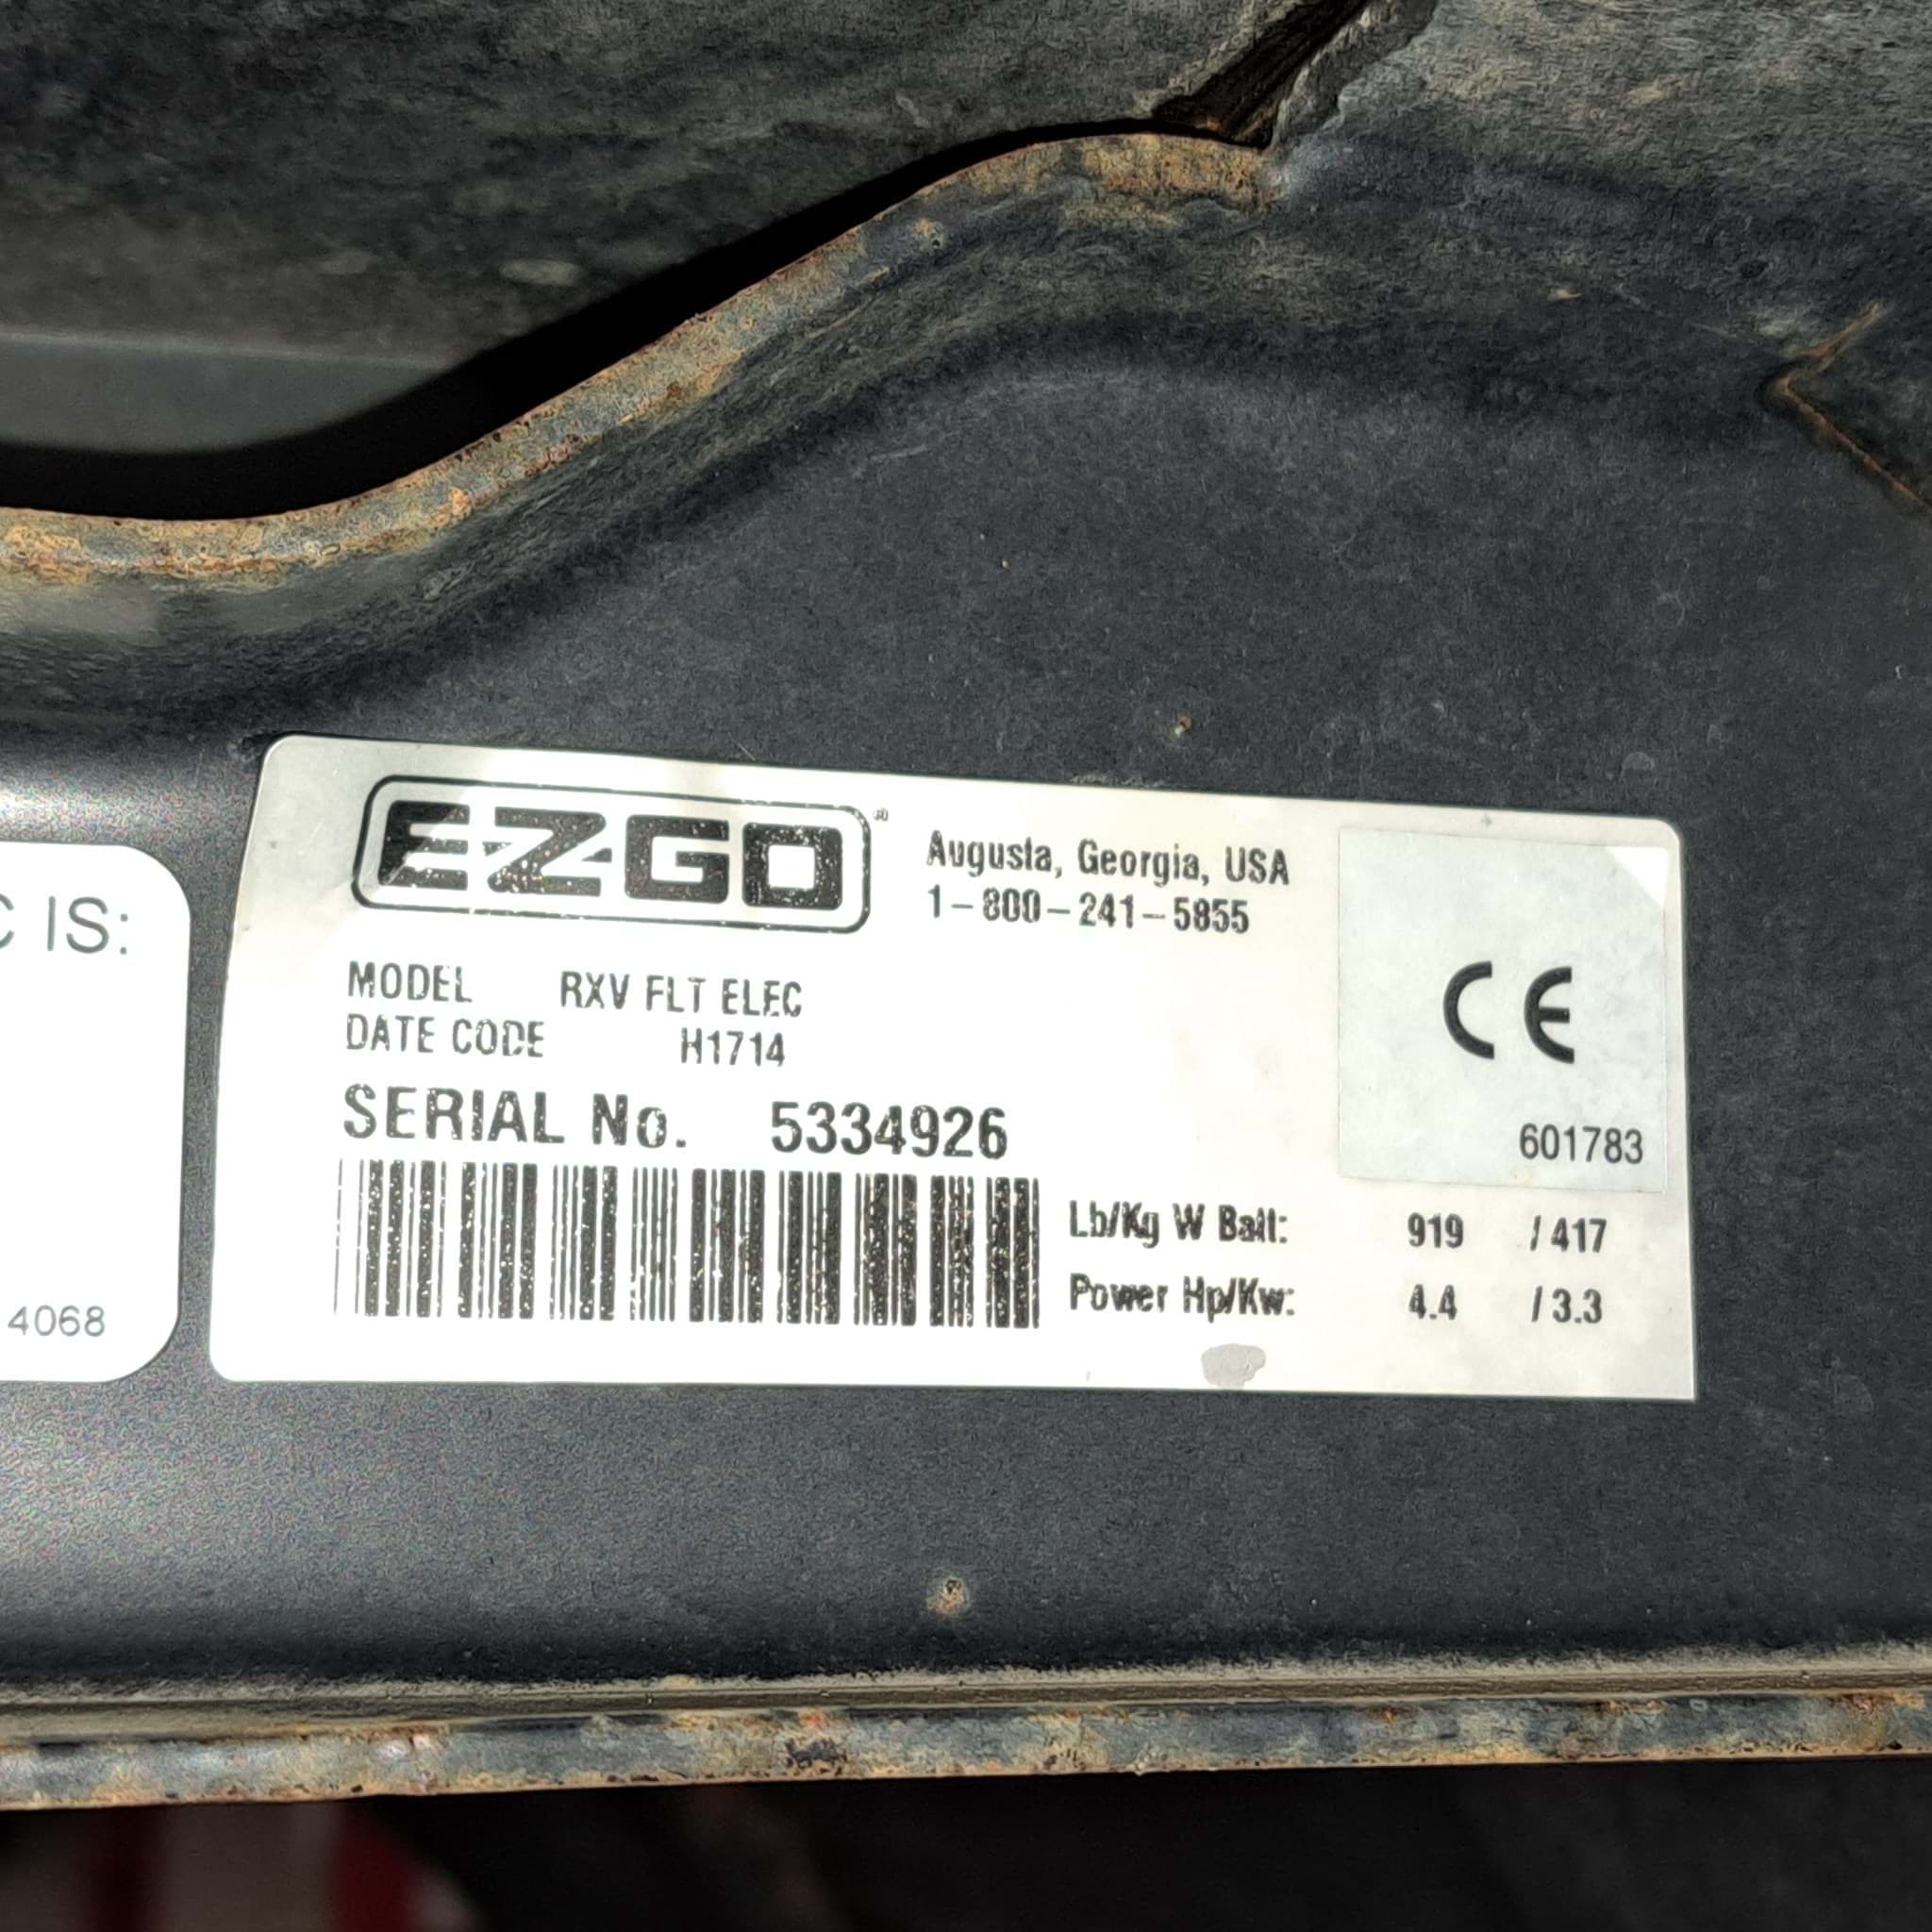 C IS:
4068
EZGO
Augusta, Georgia, USA
1-800-241-5855
MODEL RXV FLT ELEC
DATE CODE H1714
SERIAL No. 5334926
CE
601783
Lb/Kg W Batt: 919 / 417
Power Hp/Kw: 4.4 / 3.3